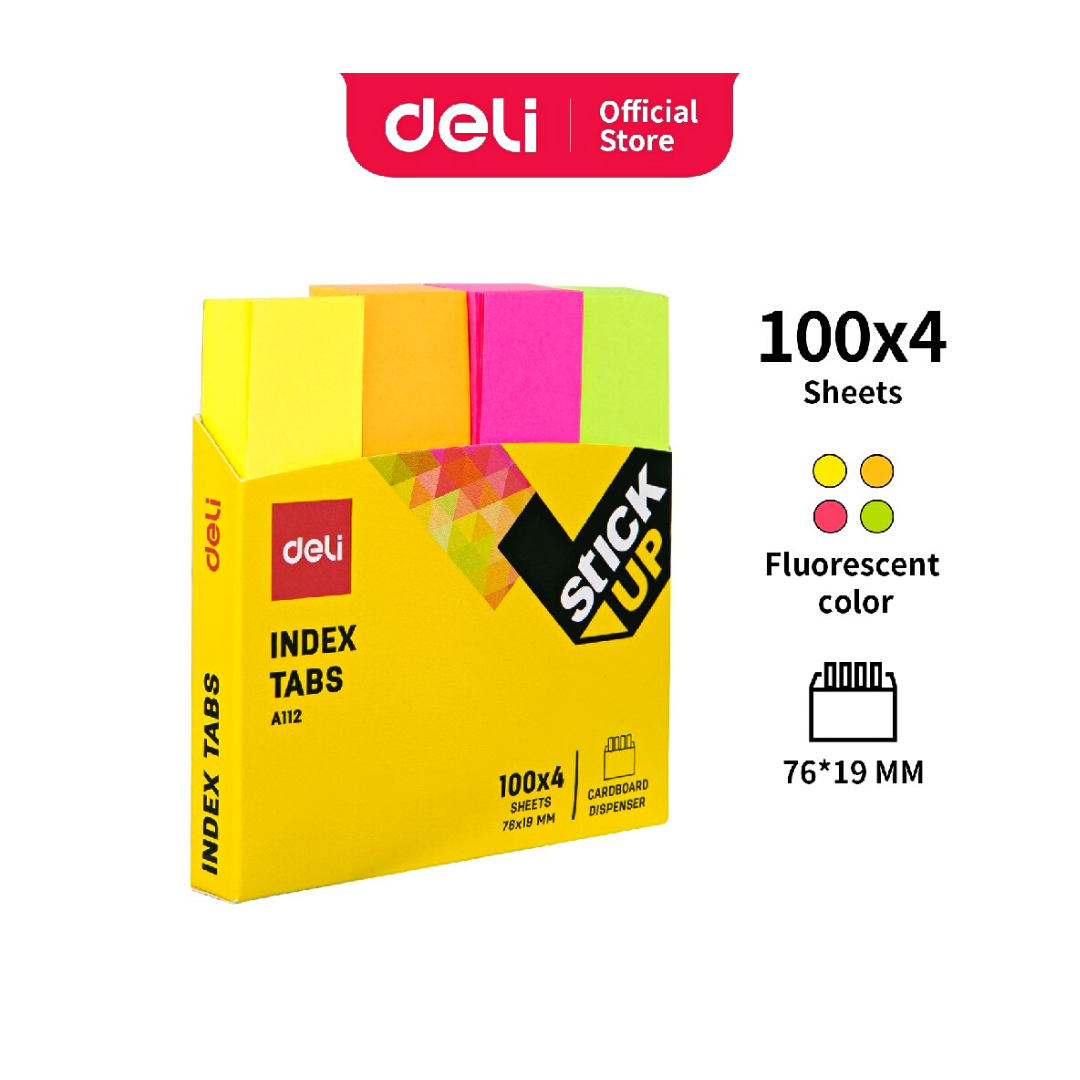 deli
Official
Store
100x4
Sheets
Fluorescent
color
76*19 MM
deli
INDEX TABS
deli
INDEX
TABS
A112
STICK
UP
100x4
SHEETS
76x19 MM
CARDBOARD
DISPENSER